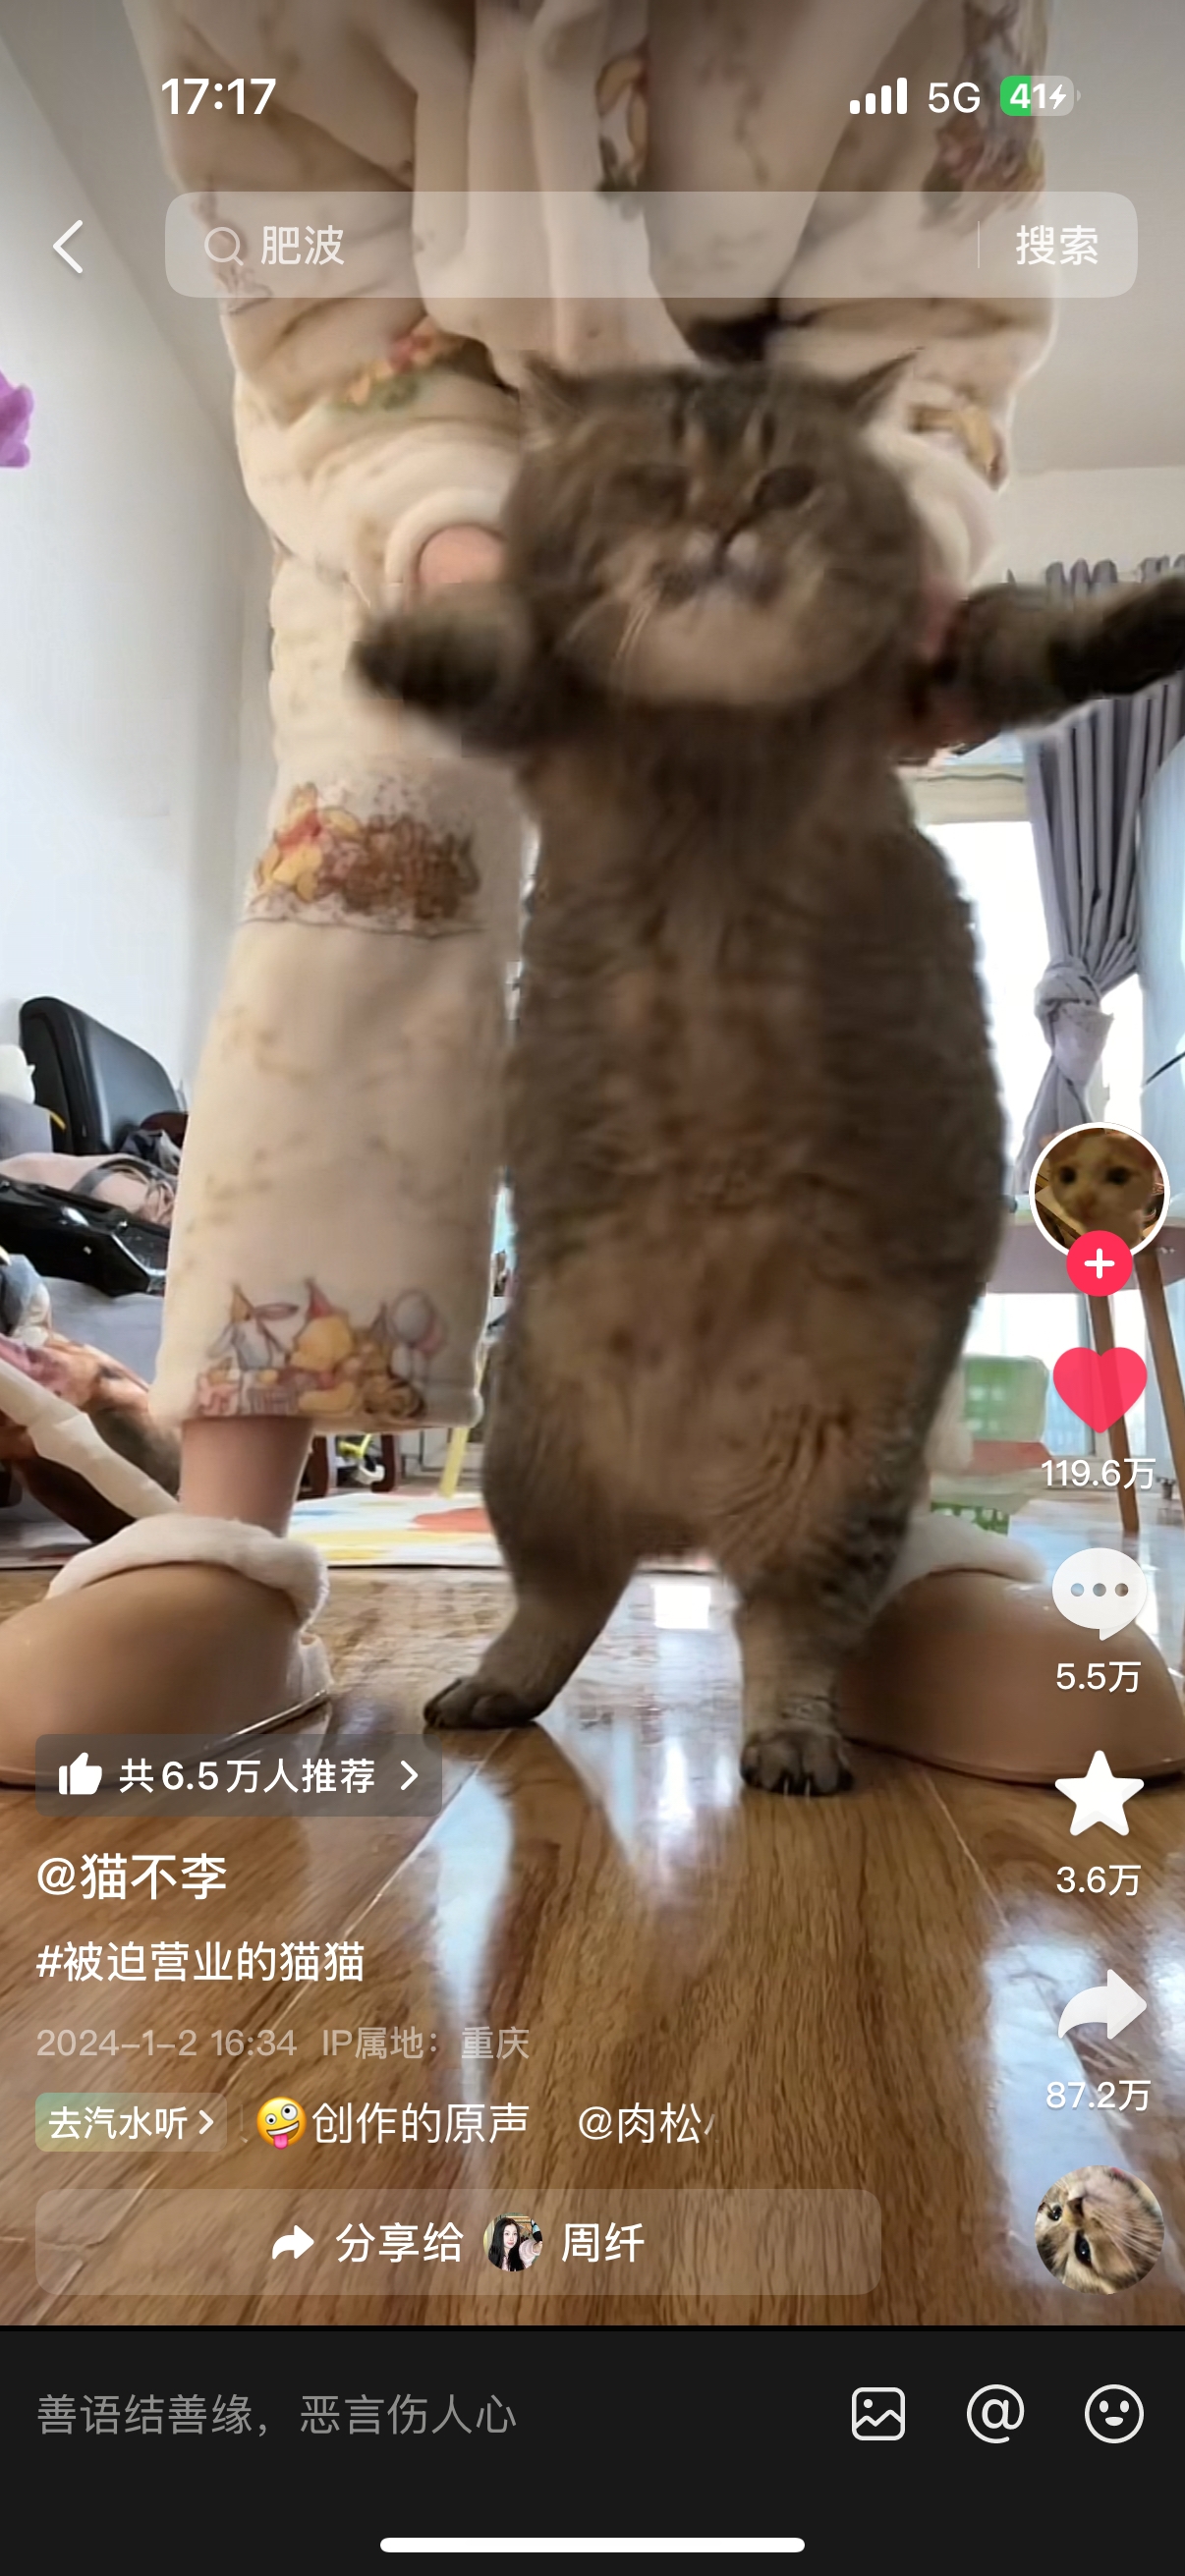 17:17
5G
41
肥波
搜索
119.6万
5.5万
3.6万
87.2万
共6.5万人推荐
@猫不李
#被迫营业的猫猫
2024-1-2 16:34 IP属地：重庆
去汽水听 创作的原声 @肉松
分享给 周纤
善语结善缘，恶言伤人心